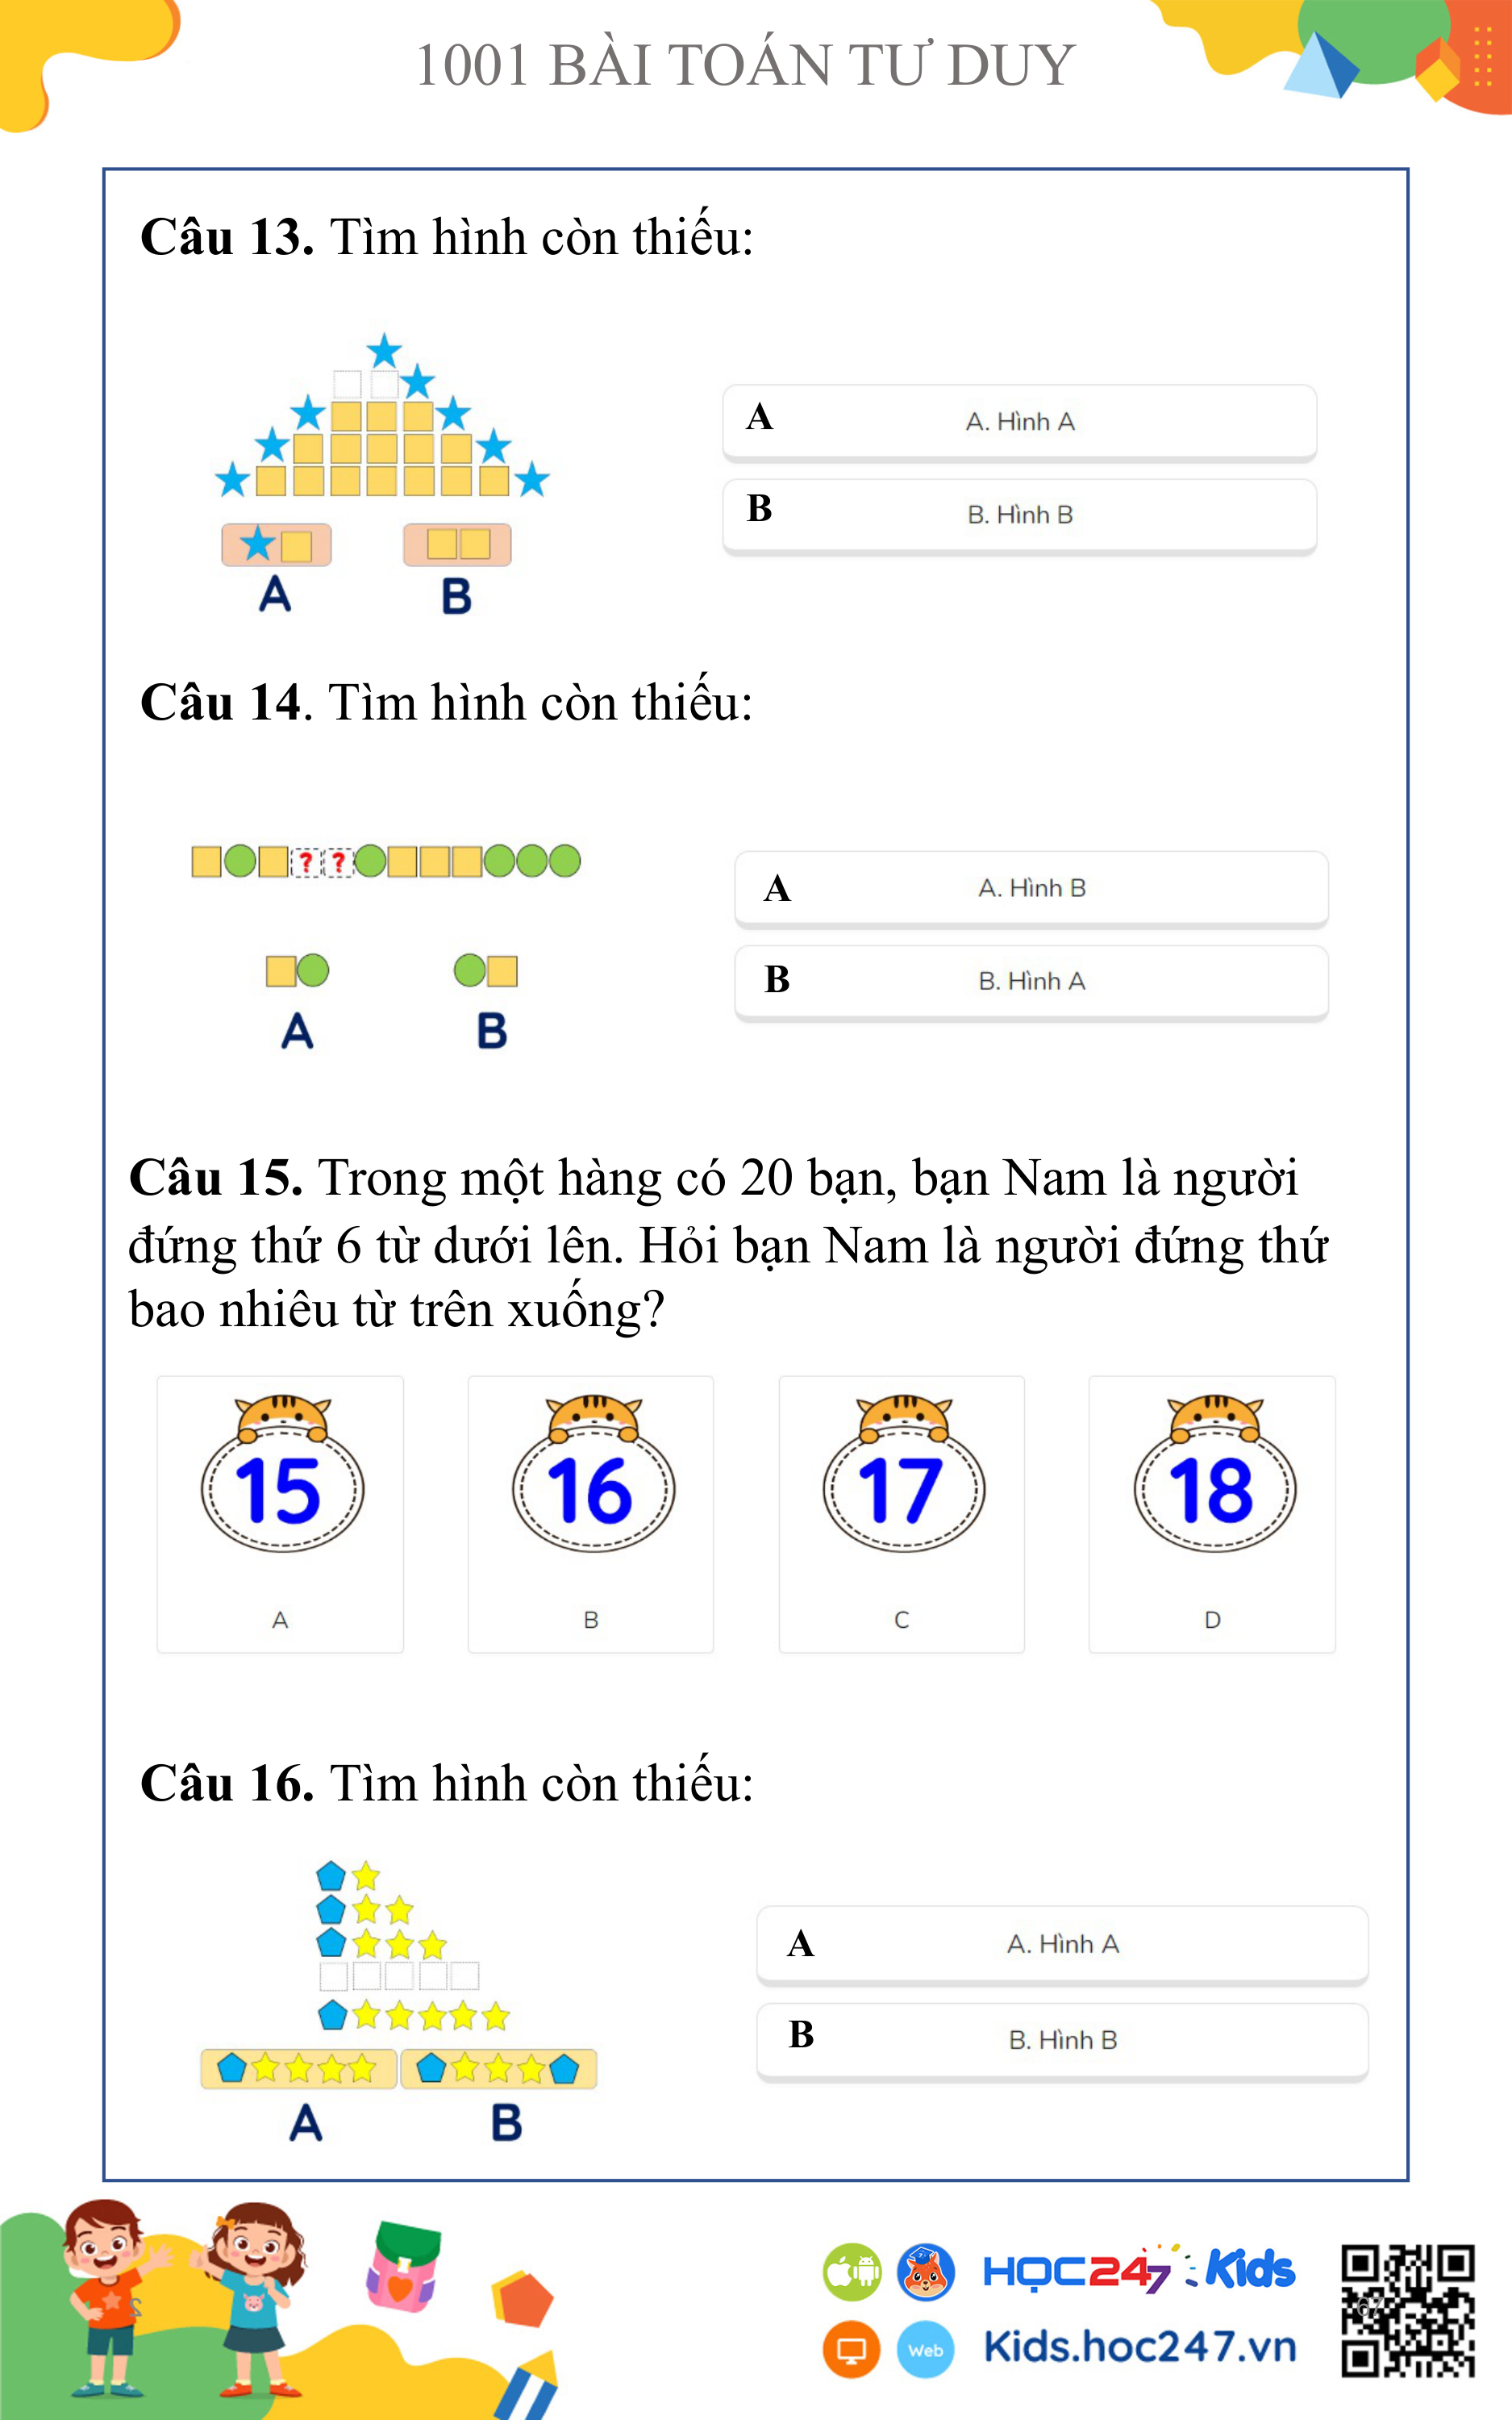 1001 BÀI TOÁN TƯ DUY
Câu 13. Tìm hình còn thiếu:
A
B
A A. Hình A
B B. Hình B
Câu 14. Tìm hình còn thiếu:
? ?
A
B
A A. Hình B
B B. Hình A
Câu 15. Trong một hàng có 20 bạn, bạn Nam là người
đứng thứ 6 từ dưới lên. Hỏi bạn Nam là người đứng thứ
bao nhiêu từ trên xuống?
15 16 17 18
A B C D
Câu 16. Tìm hình còn thiếu:
A
B
A A. Hình A
B B. Hình B
2
HỌC247 Kids
67
Web Kids.hoc247.vn